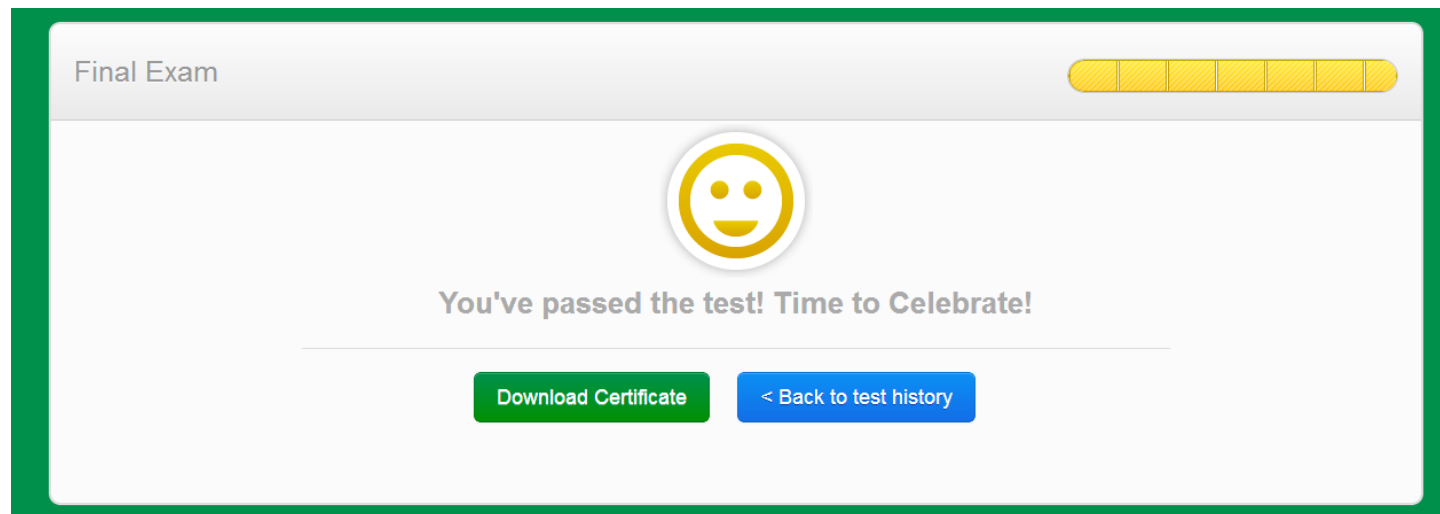 Final Exam
You've passed the test! Time to Celebrate!
Download Certificate
< Back to test history